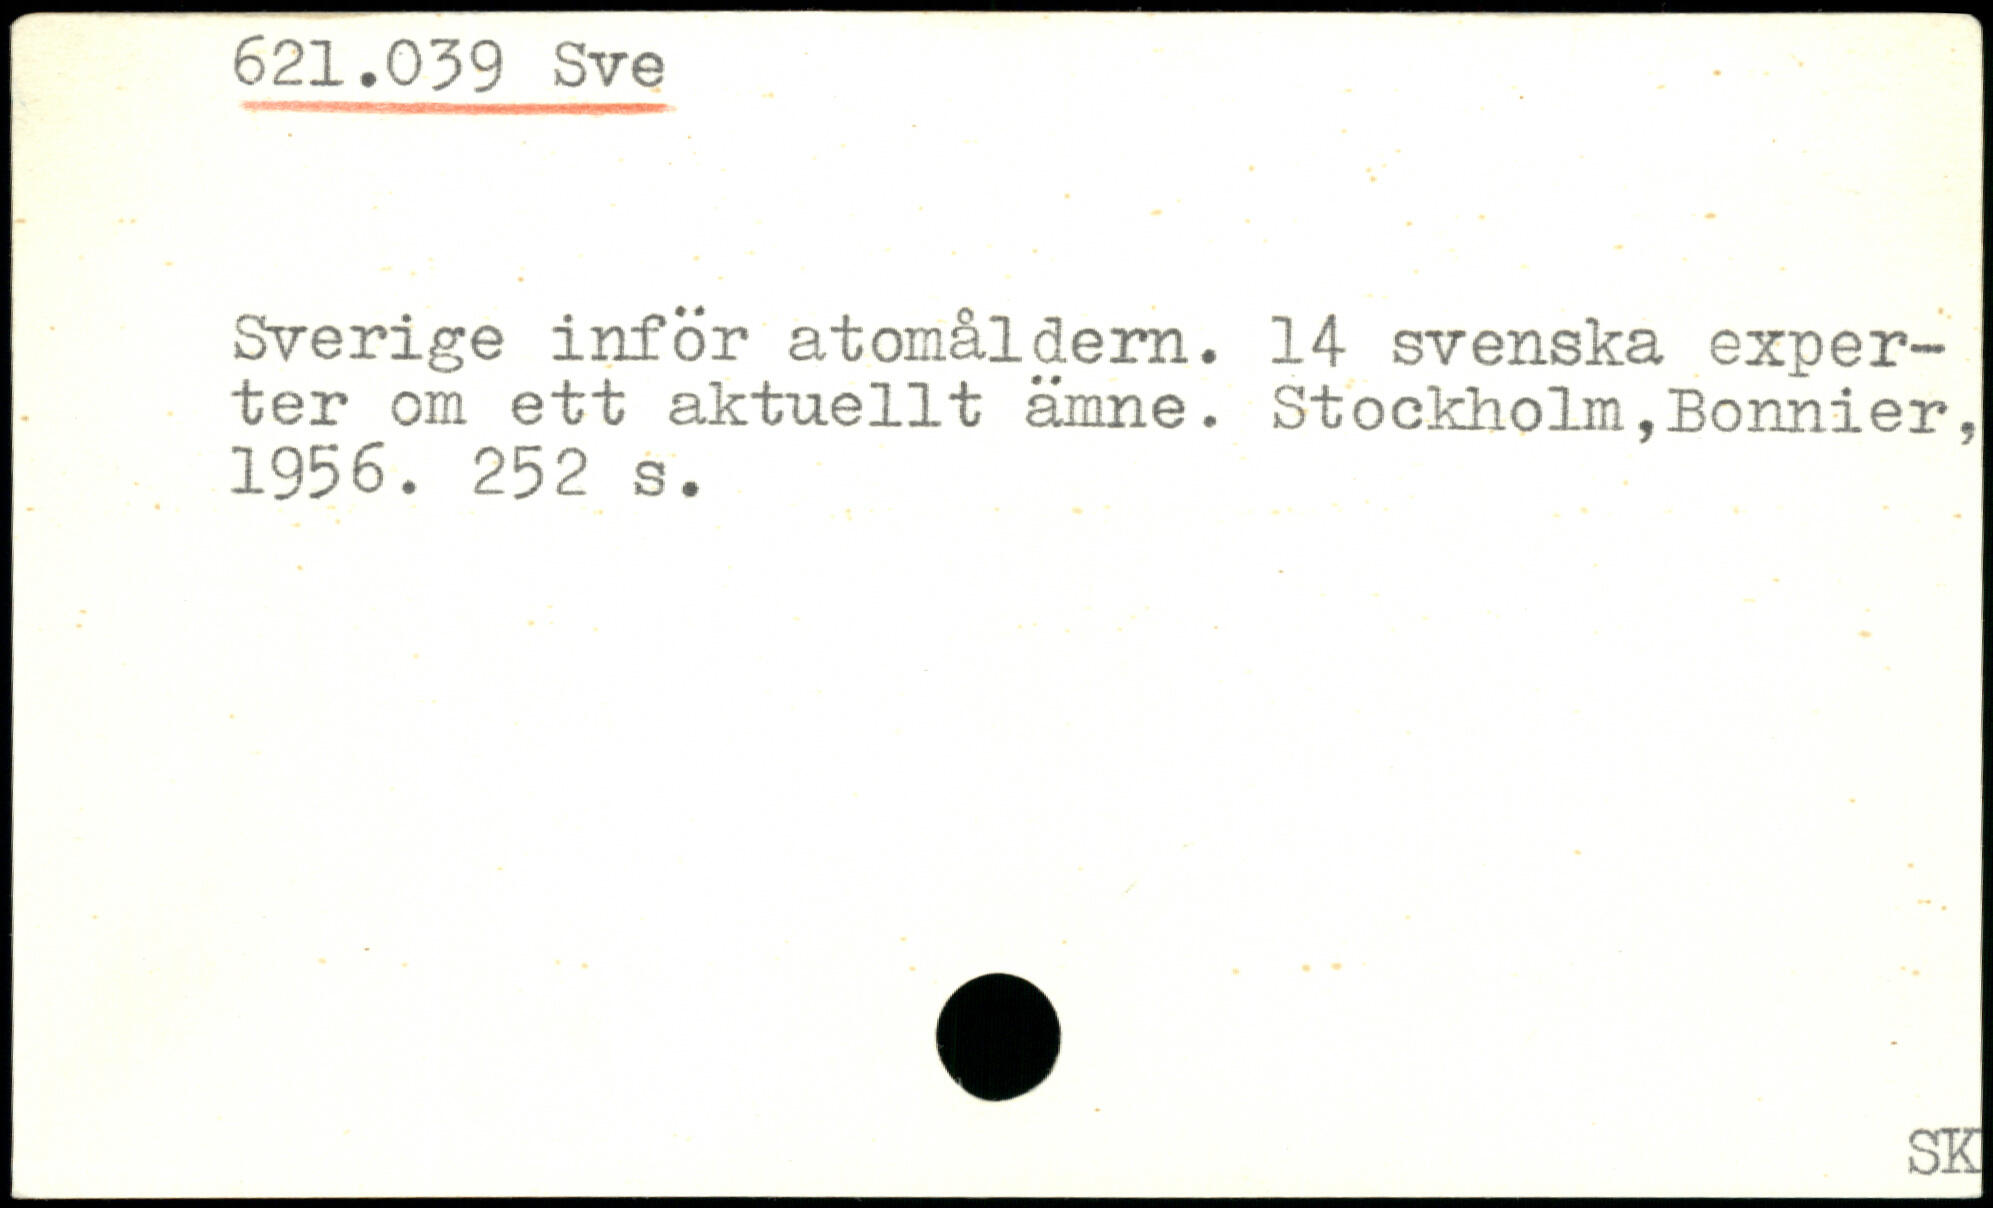 621.039 Sve
Sverige inför atomåldern. 14 svenska exper-
ter om ett aktuellt ämne. Stockholm,Bonnier,
1956. 252 s.
SK